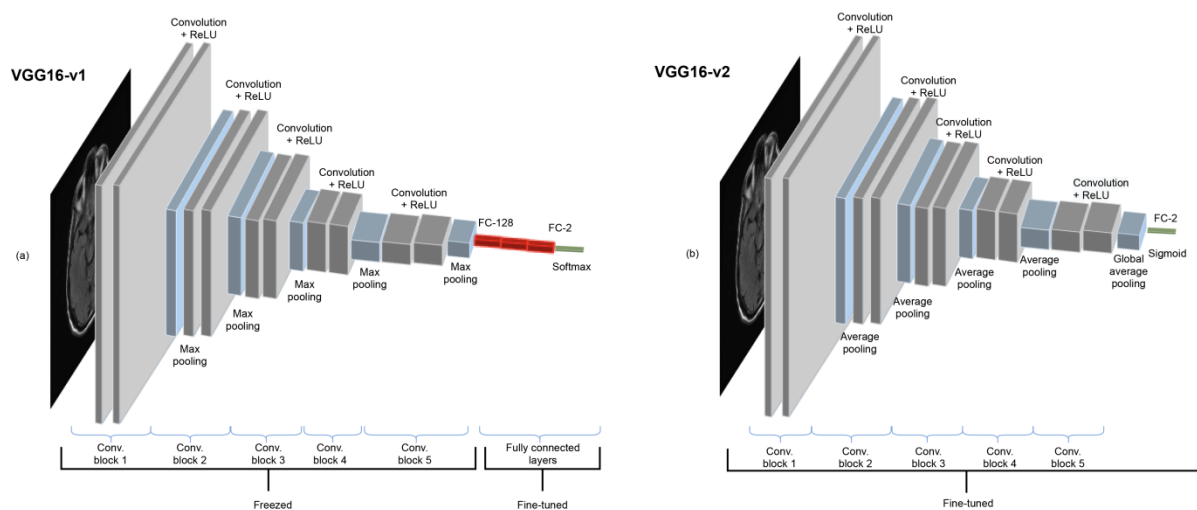 VGG16-v1
(a)
Convolution
+ ReLU
Convolution
+ ReLU
Convolution
+ ReLU
Convolution
+ ReLU
Convolution
+ ReLU
FC-128
FC-2
Softmax
Max
pooling
Max
pooling
Max
pooling
Max
pooling
Max
pooling
Conv.
block 1
Conv.
block 2
Conv.
block 3
Conv.
block 4
Conv.
block 5
Fully connected
layers
Freezed
Fine-tuned
VGG16-v2
(b)
Convolution
+ ReLU
Convolution
+ ReLU
Convolution
+ ReLU
Convolution
+ ReLU
Convolution
+ ReLU
FC-2
Sigmoid
Average
pooling
Average
pooling
Average
pooling
Average
pooling
Global
average
pooling
Conv.
block 1
Conv.
block 2
Conv.
block 3
Conv.
block 4
Conv.
block 5
Fine-tuned